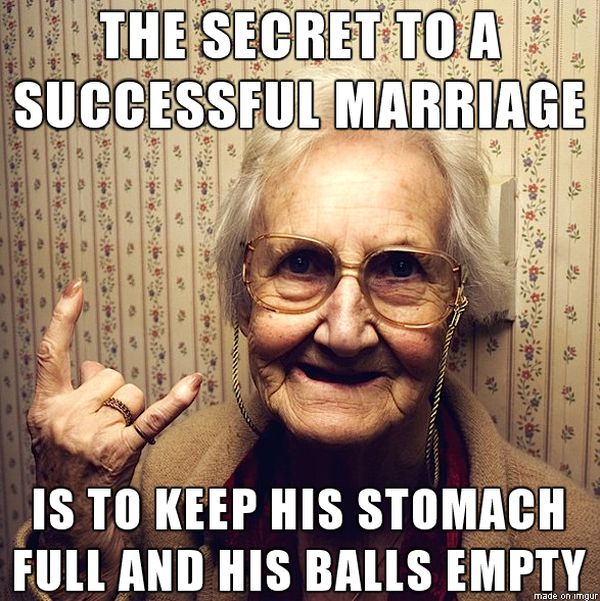 THE SECRET TO A
SUCCESSFUL MARRIAGE
IS TO KEEP HIS STOMACH
FULL AND HIS BALLS EMPTY
made on imgur